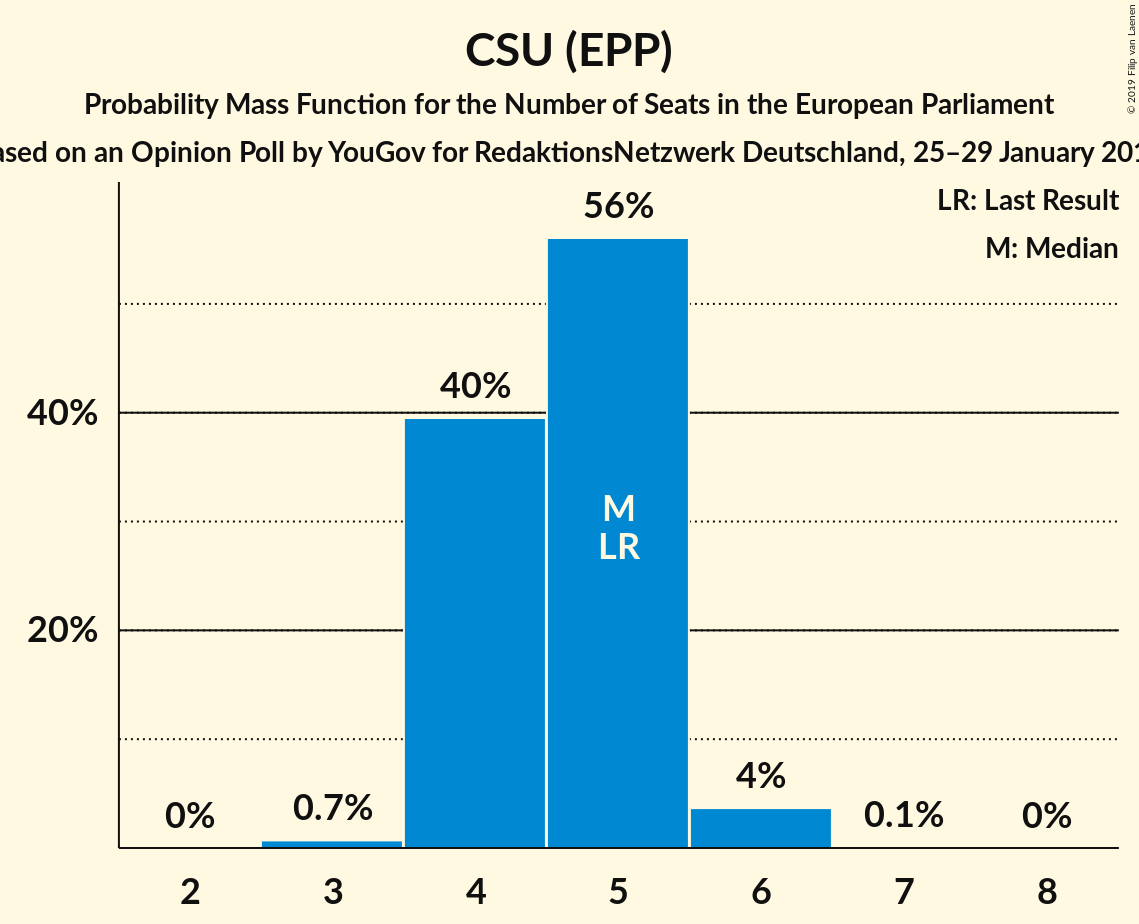 CSU (EPP)
Probability Mass Function for the Number of Seats in the European Parliament
sed on an Opinion Poll by YouGov for RedaktionsNetzwerk Deutschland, 25–29 January 201
© 2019 Filip van Laenen
LR: Last Result
M: Median
56%
40%
40%
M
LR
20%
0%
0.7%
4%
0.1%
0%
2
3
4
5
6
7
8